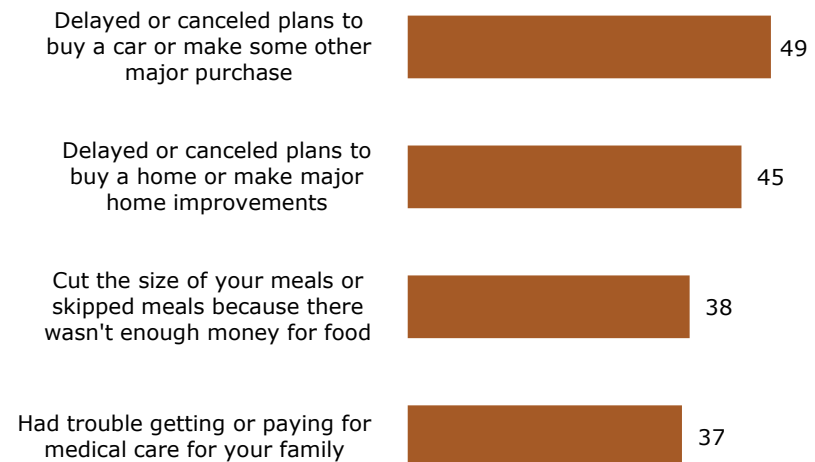 Delayed or canceled plans to
buy a car or make some other
major purchase
49
Delayed or canceled plans to
buy a home or make major
home improvements
45
Cut the size of your meals or
skipped meals because there
wasn't enough money for food
38
Had trouble getting or paying for
medical care for your family
37